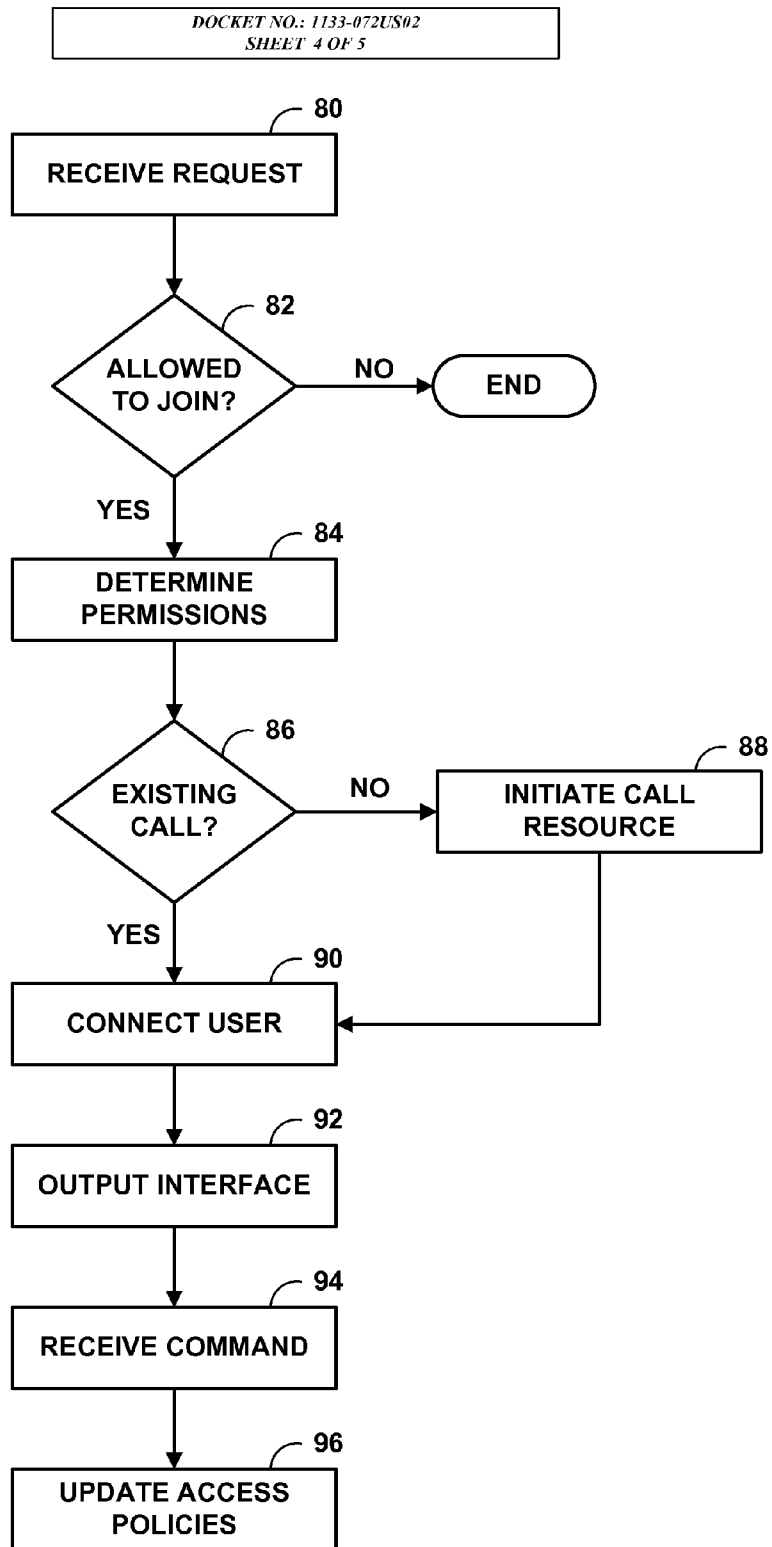 DOCKET NO.: 1133-072US02
SHEET 4 OF 5
80
RECEIVE REQUEST
82
ALLOWED
TO JOIN?
NO
END
YES
84
DETERMINE
PERMISSIONS
86
EXISTING
CALL?
NO
88
INITIATE CALL
RESOURCE
YES
90
CONNECT USER
92
OUTPUT INTERFACE
94
RECEIVE COMMAND
96
UPDATE ACCESS
POLICIES